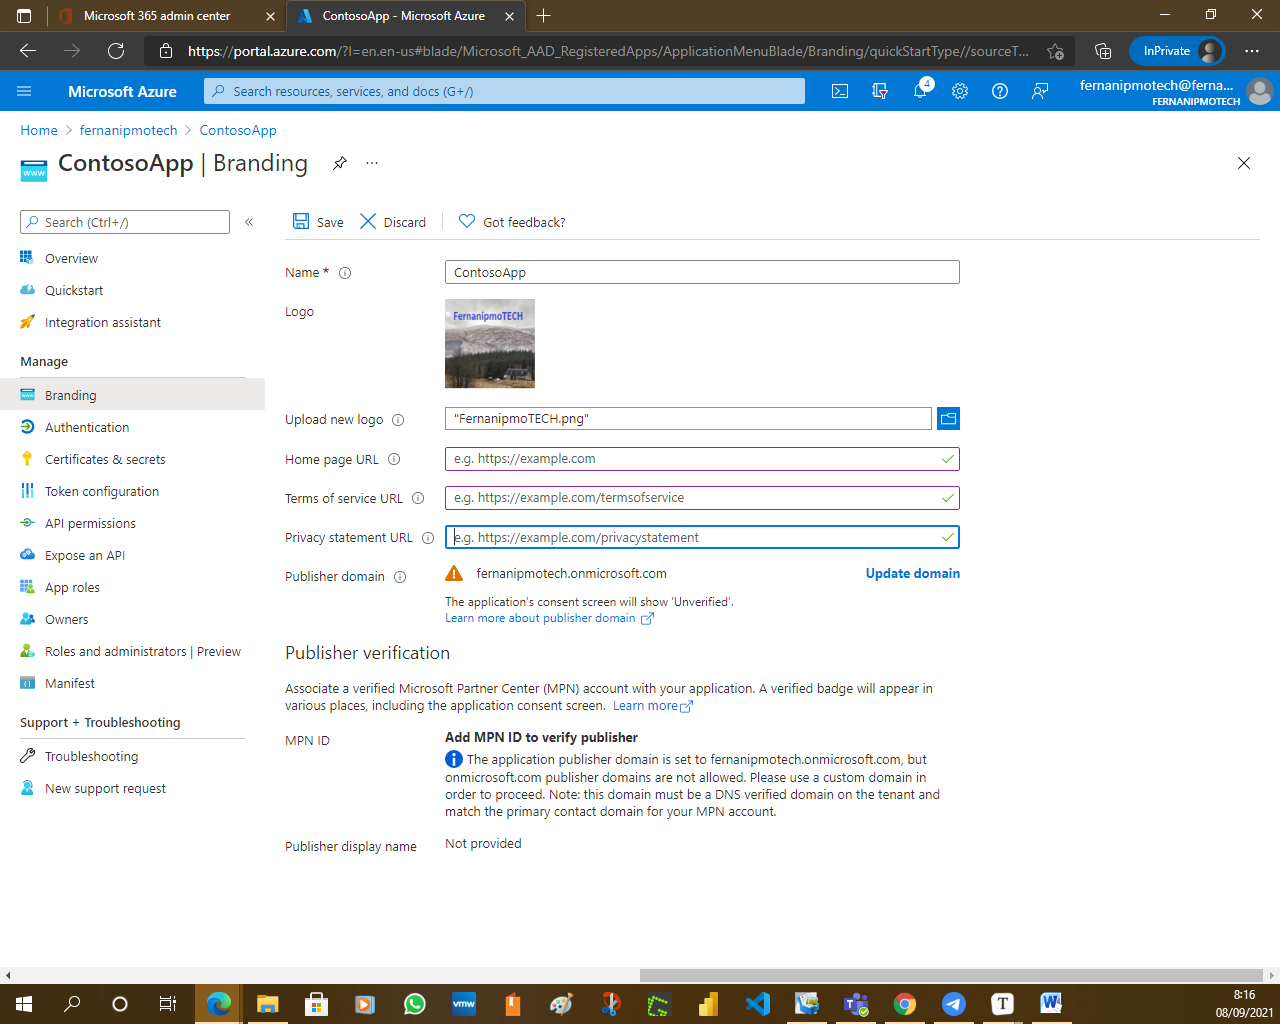 Microsoft 365 admin center
ContosoApp - Microsoft Azure
https://portal.azure.com/?l=en.en-us#blade/Microsoft_AAD_RegisteredApps/ApplicationMenuBlade/Branding/quickStartType//sourceT...
InPrivate
Microsoft Azure
Search resources, services, and docs (G+/)
4
fernanipmotech@ferna...
FERNANIPMOTECH
Home > fernanipmotech > ContosoApp
ContosoApp | Branding
Search (Ctrl+/)
Save
Discard
Got feedback?
Overview
Quickstart
Integration assistant
Manage
Branding
Authentication
Certificates & secrets
Token configuration
API permissions
Expose an API
App roles
Owners
Roles and administrators | Preview
Manifest
Support + Troubleshooting
Troubleshooting
New support request
Name *
ContosoApp
Logo
FernanipmoTECH
Upload new logo
"FernanipmoTECH.png"
Home page URL
e.g. https://example.com
Terms of service URL
e.g. https://example.com/termsofservice
Privacy statement URL
e.g. https://example.com/privacystatement
Publisher domain
fernanipmotech.onmicrosoft.com
Update domain
The application's consent screen will show 'Unverified'.
Learn more about publisher domain
Publisher verification
Associate a verified Microsoft Partner Center (MPN) account with your application. A verified badge will appear in
various places, including the application consent screen. Learn more
MPN ID
Add MPN ID to verify publisher
The application publisher domain is set to fernanipmotech.onmicrosoft.com, but
onmicrosoft.com publisher domains are not allowed. Please use a custom domain in
order to proceed. Note: this domain must be a DNS verified domain on the tenant and
match the primary contact domain for your MPN account.
Publisher display name
Not provided
vmw
8:16
08/09/2021